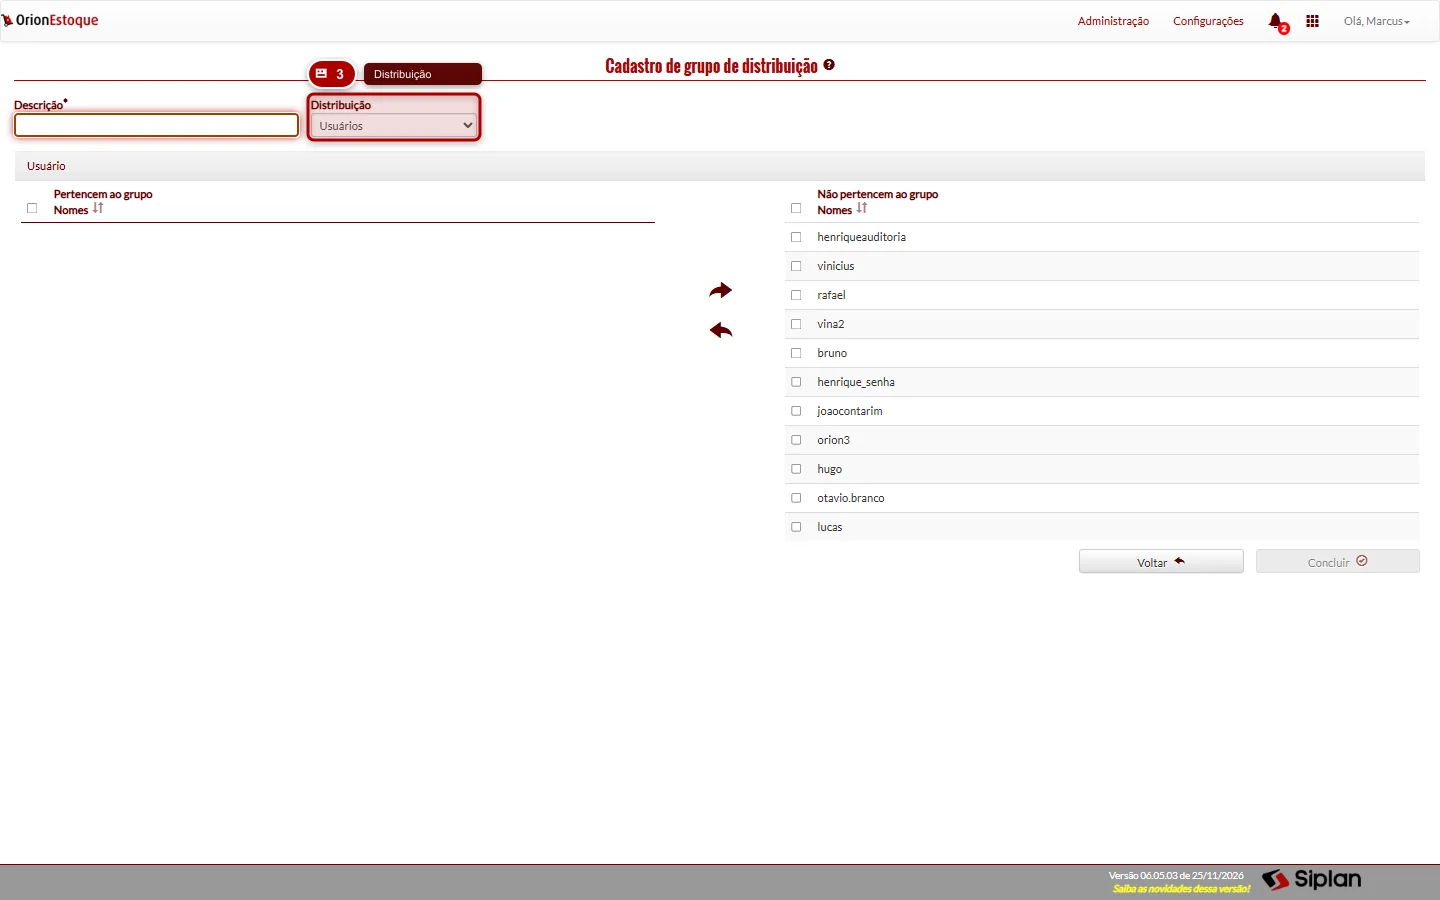 OrionEstoque
Administração
Configurações
2
Olá, Marcus
3
Distribuição
Cadastro de grupo de distribuição ?
Descrição*
Distribuição
Usuários
Usuário
Pertencem ao grupo
Nomes
Não pertencem ao grupo
Nomes
henriqueauditoria
vinicius
rafael
vina2
bruno
henrique_senha
joaocontarim
orion3
hugo
otavio.branco
lucas
Voltar
Concluir
Versão 06.05.03 de 25/11/2026
Saiba as novidades dessa versão!
Siplan